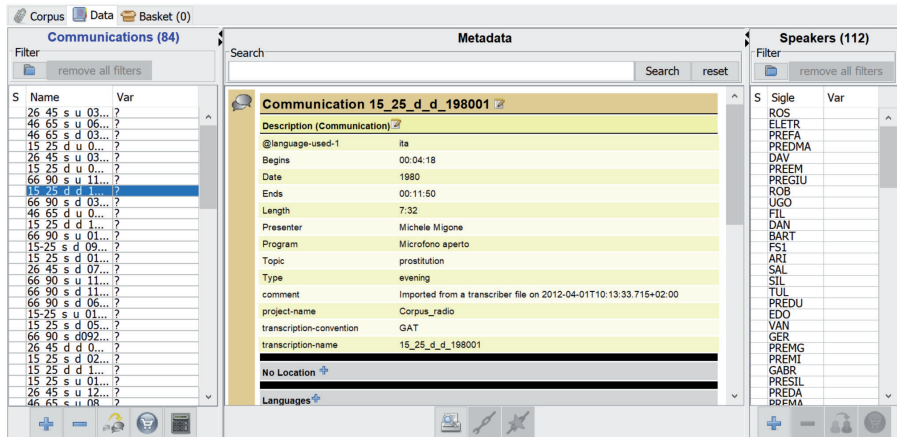 Corpus Data Basket (0)
Communications (84)
Filter
remove all filters
S Name Var
26 45 s u 03... ?
46 65 s u 06... ?
46 65 s d 03... ?
15 25 d u 0... ?
26 45 s u 03... ?
15 25 d u 0... ?
66 90 s u 11... ?
15 25 d d 1... ?
66 90 s d 03... ?
46 65 d u 0... ?
15 25 d d 1... ?
66 90 s u 01... ?
15-25 s d 09... ?
15 25 s d 01... ?
26 45 s d 07... ?
66 90 s u 11... ?
66 90 s d 11... ?
66 90 s d 06... ?
15-25 s u 01... ?
15 25 s d 05... ?
66 90 s d092... ?
26 45 d d 0... ?
15 25 s d 02... ?
15 25 d d 1... ?
15 25 s u 01... ?
26 45 s u 12... ?
46 65 s u 08 ?
Metadata
Search
Search reset
Communication 15_25_d_d_198001
Description (Communication)
@language-used-1 ita
Begins 00:04:18
Date 1980
Ends 00:11:50
Length 7:32
Presenter Michele Migone
Program Microfono aperto
Topic prostitution
Type evening
comment Imported from a transcriber file on 2012-04-01T10:13:33.715+02:00
project-name Corpus_radio
transcription-convention GAT
transcription-name 15_25_d_d_198001
No Location
Languages
Speakers (112)
Filter
remove all filters
S Sigle Var
ROS
ELETR
PREFA
PREDMA
DAV
PREEM
PREGIU
ROB
UGO
FIL
DAN
BART
FS1
ARI
SAL
SIL
TUL
PREDU
EDO
VAN
GER
PREMG
PREMI
GABR
PRESIL
PREDA
PREMA